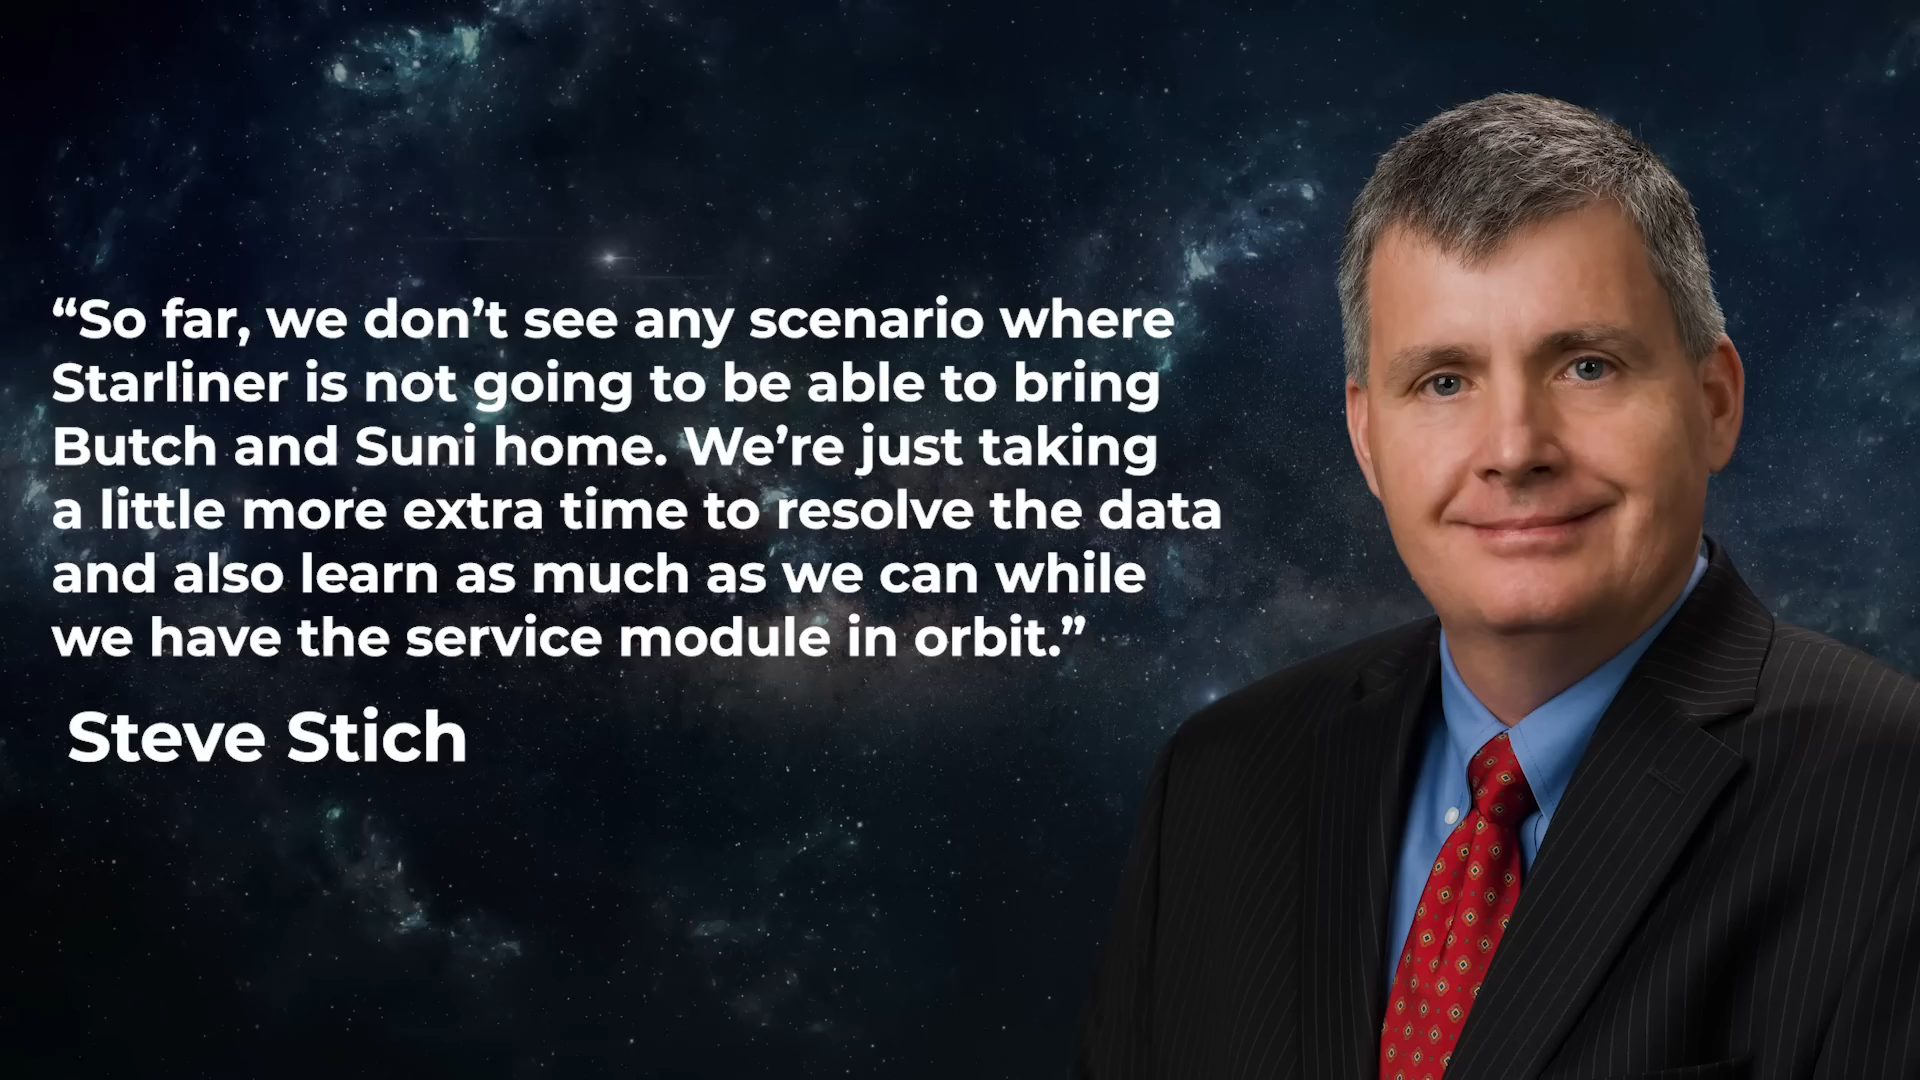 “So far, we don’t see any scenario where
Starliner is not going to be able to bring
Butch and Suni home. We’re just taking
a little more extra time to resolve the data
and also learn as much as we can while
we have the service module in orbit.”
Steve Stich